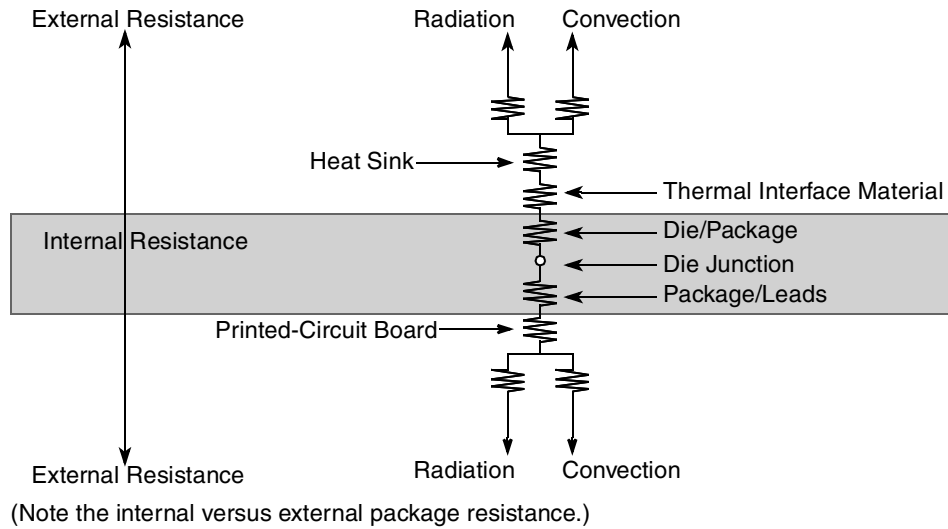 External Resistance
Radiation
Convection
Heat Sink
Thermal Interface Material
Internal Resistance
Die/Package
Die Junction
Package/Leads
Printed-Circuit Board
External Resistance
Radiation
Convection
(Note the internal versus external package resistance.)